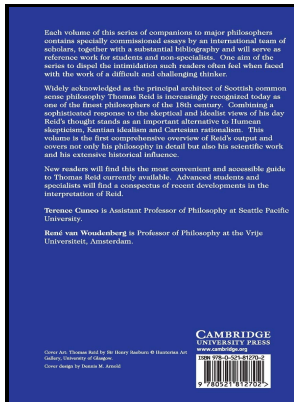 Each volume of this series of companions to major philosophers
contains specially commissioned essays by an international team of
scholars, together with a substantial bibliography and will serve as
reference work for students and non-specialists. One aim of the
series to dispel the intimidation such readers often feel when faced
with the work of a difficult and challenging thinker.
Widely acknowledged as the principal architect of Scottish common
sense philosophy Thomas Reid is increasingly recognized today as
one of the finest philosophers of the 18th century. Combining a
sophisticated response to the skeptical and idealist views of his day
Reid's thought stands as an important alternative to Humean
skepticism, Kantian idealism and Cartesian rationalism. This
volume is the first comprehensive overview of Reid's output and
covers not only his philosophy in detail but also his scientific work
and his extensive historical influence.
New readers will find this the most convenient and accessible guide
to Thomas Reid currently available. Advanced students and
specialists will find a conspectus of recent developments in the
interpretation of Reid.
Terence Cuneo is Assistant Professor of Philosophy at Seattle Pacific
University.
René van Woudenberg is Professor of Philosophy at the Vrije
Universiteit, Amsterdam.
Cover Art: Thomas Reid by Sir Henry Raeburn © Hunterian Art
Gallery, University of Glasgow.
Cover design by Dennis M. Arnold
CAMBRIDGE
UNIVERSITY PRESS
www.cambridge.org
ISBN 978-0-521-81270-2
9 780521 812702 >